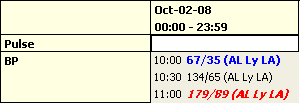 Oct-02-08
00:00 - 23:59
Pulse
BP 10:00 67/35 (AL Ly LA)
10:30 134/65 (AL Ly LA)
11:00 179/89 (AL Ly LA)